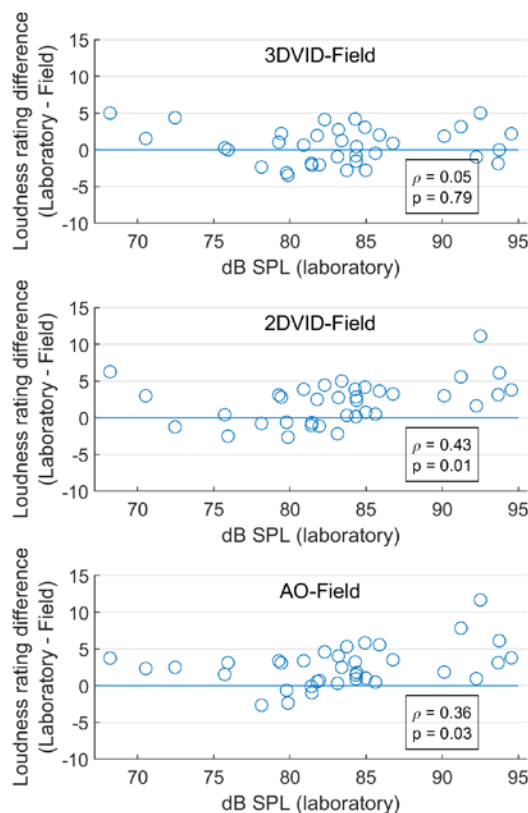 3DVID-Field
Loudness rating difference
(Laboratory - Field)
15
10
5
0
-5
-10
ρ = 0.05
p = 0.79
70 75 80 85 90 95
dB SPL (laboratory)
2DVID-Field
Loudness rating difference
(Laboratory - Field)
15
10
5
0
-5
-10
ρ = 0.43
p = 0.01
70 75 80 85 90 95
dB SPL (laboratory)
AO-Field
Loudness rating difference
(Laboratory - Field)
15
10
5
0
-5
-10
ρ = 0.36
p = 0.03
70 75 80 85 90 95
dB SPL (laboratory)